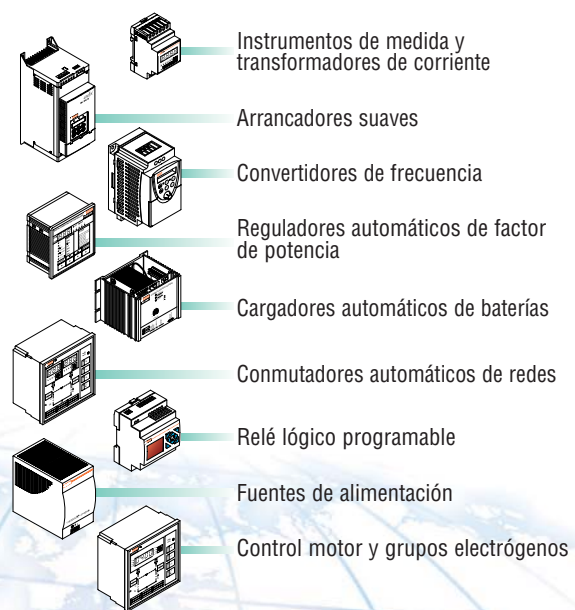 Instrumentos de medida y
transformadores de corriente
Arrancadores suaves
Convertidores de frecuencia
Reguladores automáticos de factor
de potencia
Cargadores automáticos de baterías
Conmutadores automáticos de redes
Relé lógico programable
Fuentes de alimentación
Control motor y grupos electrógenos